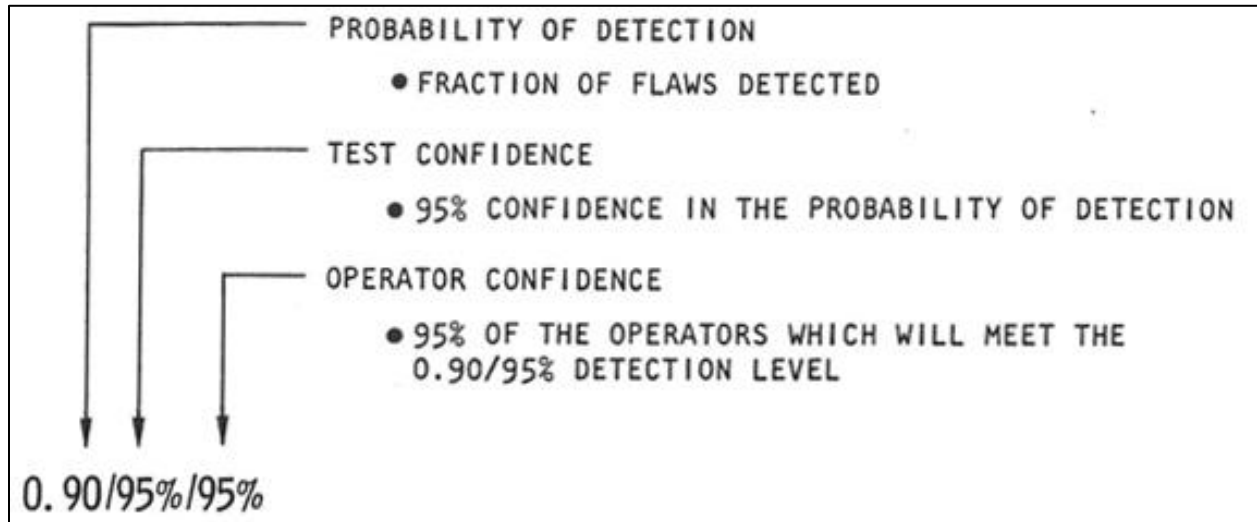 PROBABILITY OF DETECTION
● FRACTION OF FLAWS DETECTED
TEST CONFIDENCE
● 95% CONFIDENCE IN THE PROBABILITY OF DETECTION
OPERATOR CONFIDENCE
● 95% OF THE OPERATORS WHICH WILL MEET THE
0.90/95% DETECTION LEVEL
0.90/95%/95%